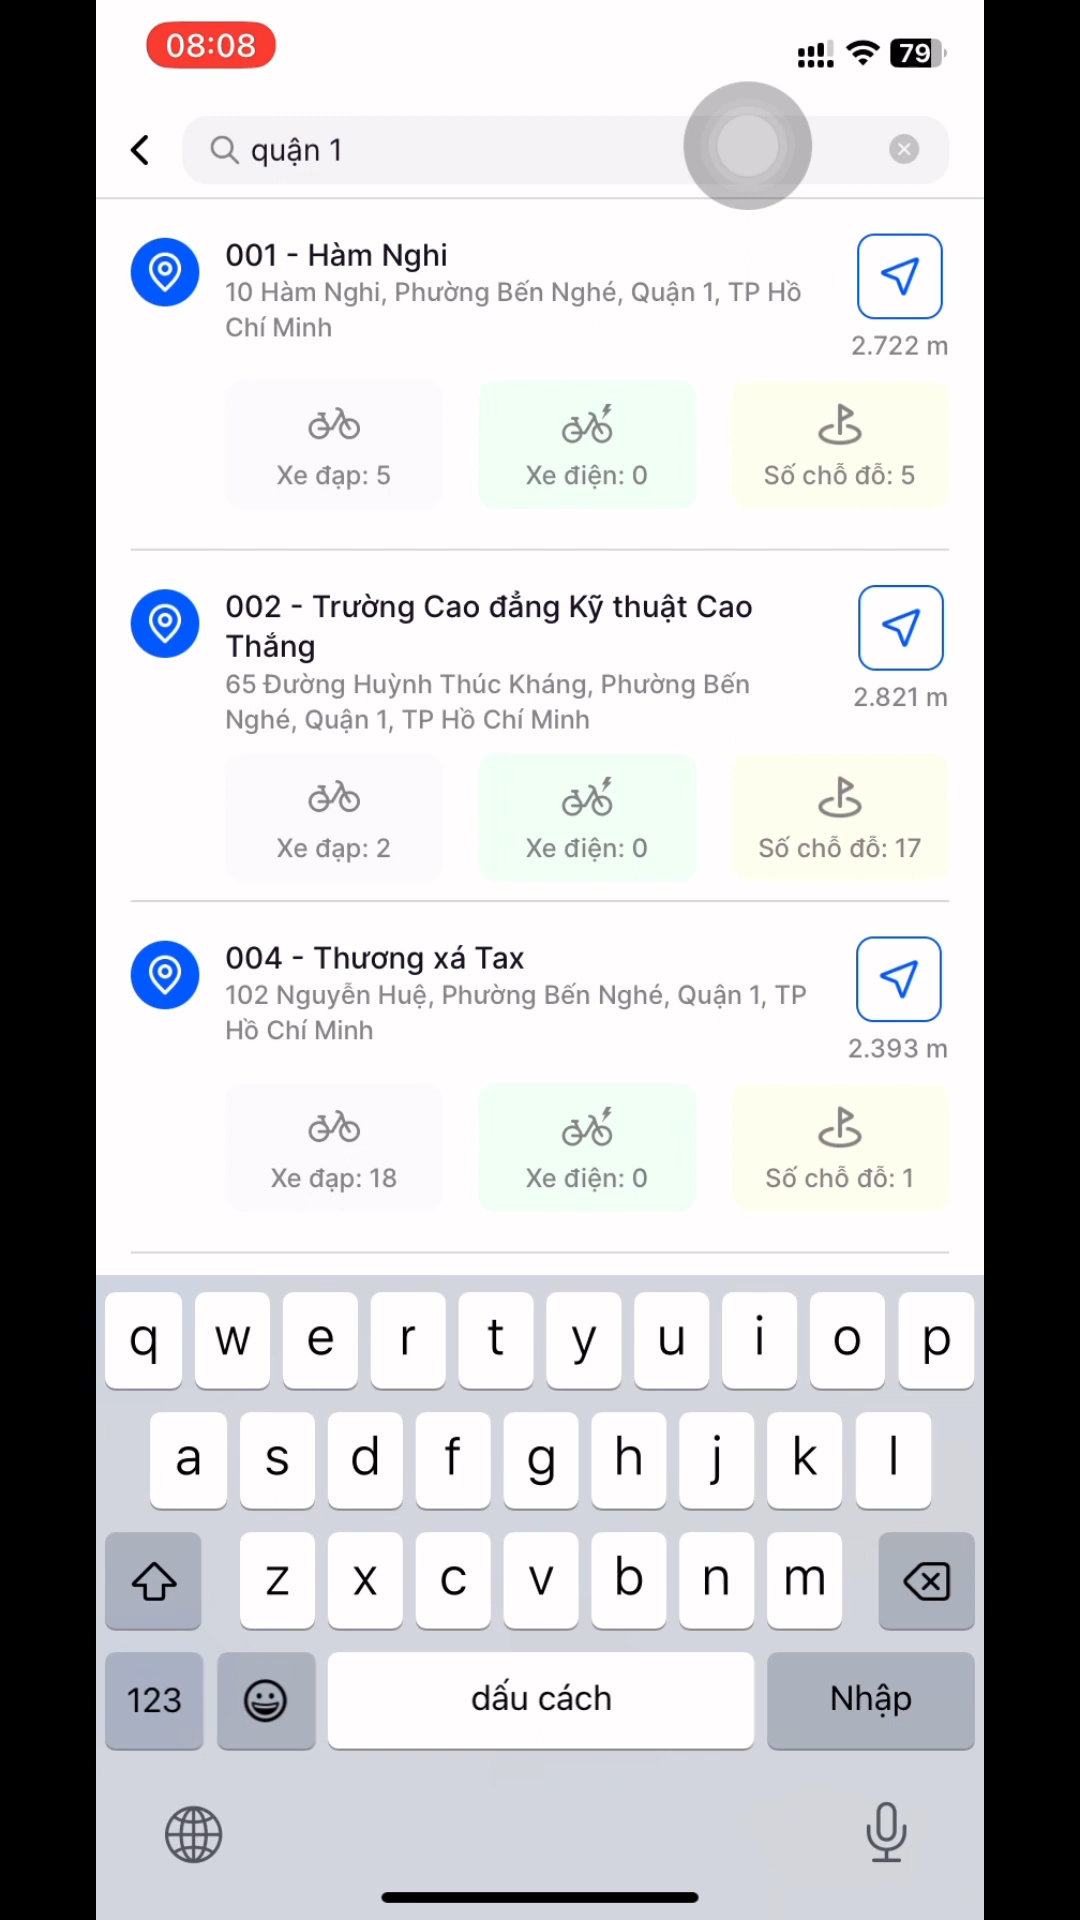 08:08
79
quận 1
001 - Hàm Nghi
10 Hàm Nghi, Phường Bến Nghé, Quận 1, TP Hồ
Chí Minh
2.722 m
Xe đạp: 5
Xe điện: 0
Số chỗ đỗ: 5
002 - Trường Cao đẳng Kỹ thuật Cao
Thắng
65 Đường Huỳnh Thúc Kháng, Phường Bến
Nghé, Quận 1, TP Hồ Chí Minh
2.821 m
Xe đạp: 2
Xe điện: 0
Số chỗ đỗ: 17
004 - Thương xá Tax
102 Nguyễn Huệ, Phường Bến Nghé, Quận 1, TP
Hồ Chí Minh
2.393 m
Xe đạp: 18
Xe điện: 0
Số chỗ đỗ: 1
q w e r t y u i o p
a s d f g h j k l
z x c v b n m
123
dấu cách
Nhập